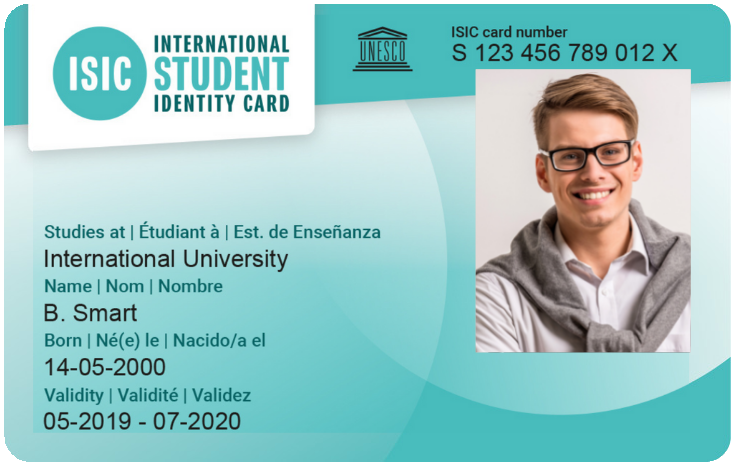 ISIC
INTERNATIONAL
STUDENT
IDENTITY CARD
UNESCO
ISIC card number
S 123 456 789 012 X
Studies at | Étudiant à | Est. de Enseñanza
International University
Name | Nom | Nombre
B. Smart
Born | Né(e) le | Nacido/a el
14-05-2000
Validity | Validité | Validez
05-2019 - 07-2020